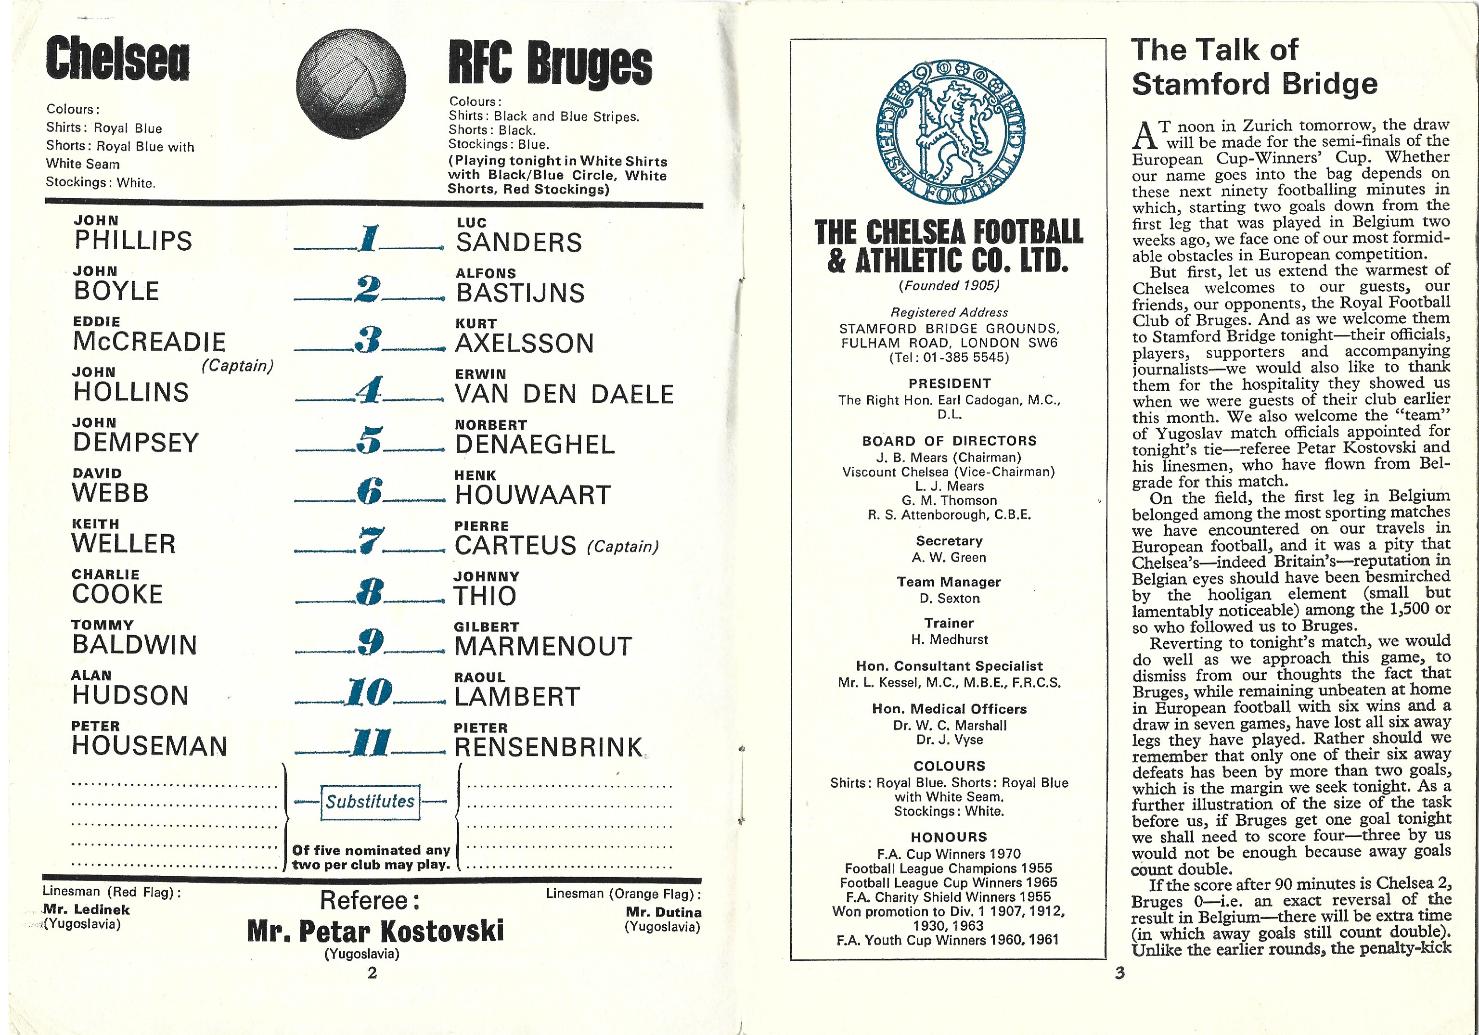 Chelsea
Colours:
Shirts: Royal Blue
Shorts: Royal Blue with
White Seam
Stockings: White.
RFC Bruges
Colours:
Shirts: Black and Blue Stripes.
Shorts: Black.
Stockings: Blue.
(Playing tonight in White Shirts
with Black/Blue Circle, White
Shorts, Red Stockings)
JOHN
PHILLIPS
1
LUC
SANDERS
JOHN
BOYLE
2
ALFONS
BASTIJNS
EDDIE
McCREADIE
(Captain)
3
KURT
AXELSSON
JOHN
HOLLINS
4
ERWIN
VAN DEN DAELE
JOHN
DEMPSEY
5
NORBERT
DENAEGHEL
DAVID
WEBB
6
HENK
HOUWAART
KEITH
WELLER
7
PIERRE
CARTEUS (Captain)
CHARLIE
COOKE
8
JOHNNY
THIO
TOMMY
BALDWIN
9
GILBERT
MARMENOUT
ALAN
HUDSON
10
RAOUL
LAMBERT
PETER
HOUSEMAN
11
PIETER
RENSENBRINK
Substitutes
Of five nominated any
two per club may play.
Linesman (Red Flag):
Mr. Ledinek
(Yugoslavia)
Referee:
Mr. Petar Kostovski
(Yugoslavia)
Linesman (Orange Flag):
Mr. Dutina
(Yugoslavia)
2
CHELSEA FOOTBALL CLUB
THE CHELSEA FOOTBALL
& ATHLETIC CO. LTD.
(Founded 1905)
Registered Address
STAMFORD BRIDGE GROUNDS,
FULHAM ROAD, LONDON SW6
(Tel: 01-385 5545)
PRESIDENT
The Right Hon. Earl Cadogan, M.C.,
D.L.
BOARD OF DIRECTORS
J. B. Mears (Chairman)
Viscount Chelsea (Vice-Chairman)
L. J. Mears
G. M. Thomson
R. S. Attenborough, C.B.E.
Secretary
A. W. Green
Team Manager
D. Sexton
Trainer
H. Medhurst
Hon. Consultant Specialist
Mr. L. Kessel, M.C., M.B.E., F.R.C.S.
Hon. Medical Officers
Dr. W. C. Marshall
Dr. J. Vyse
COLOURS
Shirts: Royal Blue. Shorts: Royal Blue
with White Seam.
Stockings: White.
HONOURS
F.A. Cup Winners 1970
Football League Champions 1955
Football League Cup Winners 1965
F.A. Charity Shield Winners 1955
Won promotion to Div. 1 1907, 1912,
1930, 1963
F.A. Youth Cup Winners 1960, 1961
The Talk of
Stamford Bridge
AT noon in Zurich tomorrow, the draw
will be made for the semi-finals of the
European Cup-Winners' Cup. Whether
our name goes into the bag depends on
these next ninety footballing minutes in
which, starting two goals down from the
first leg that was played in Belgium two
weeks ago, we face one of our most formid-
able obstacles in European competition.
But first, let us extend the warmest of
Chelsea welcomes to our guests, our
friends, our opponents, the Royal Football
Club of Bruges. And as we welcome them
to Stamford Bridge tonight—their officials,
players, supporters and accompanying
journalists—we would also like to thank
them for the hospitality they showed us
when we were guests of their club earlier
this month. We also welcome the "team"
of Yugoslav match officials appointed for
tonight's tie—referee Petar Kostovski and
his linesmen, who have flown from Bel-
grade for this match.
On the field, the first leg in Belgium
belonged among the most sporting matches
we have encountered on our travels in
European football, and it was a pity that
Chelsea's—indeed Britain's—reputation in
Belgian eyes should have been besmirched
by the hooligan element (small but
lamentably noticeable) among the 1,500 or
so who followed us to Bruges.
Reverting to tonight's match, we would
do well as we approach this game, to
dismiss from our thoughts the fact that
Bruges, while remaining unbeaten at home
in European football with six wins and a
draw in seven games, have lost all six away
legs they have played. Rather should we
remember that only one of their six away
defeats has been by more than two goals,
which is the margin we seek tonight. As a
further illustration of the size of the task
before us, if Bruges get one goal tonight
we shall need to score four—three by us
would not be enough because away goals
count double.
If the score after 90 minutes is Chelsea 2,
Bruges 0—i.e. an exact reversal of the
result in Belgium—there will be extra time
(in which away goals still count double).
Unlike the earlier rounds, the penalty-kick
3